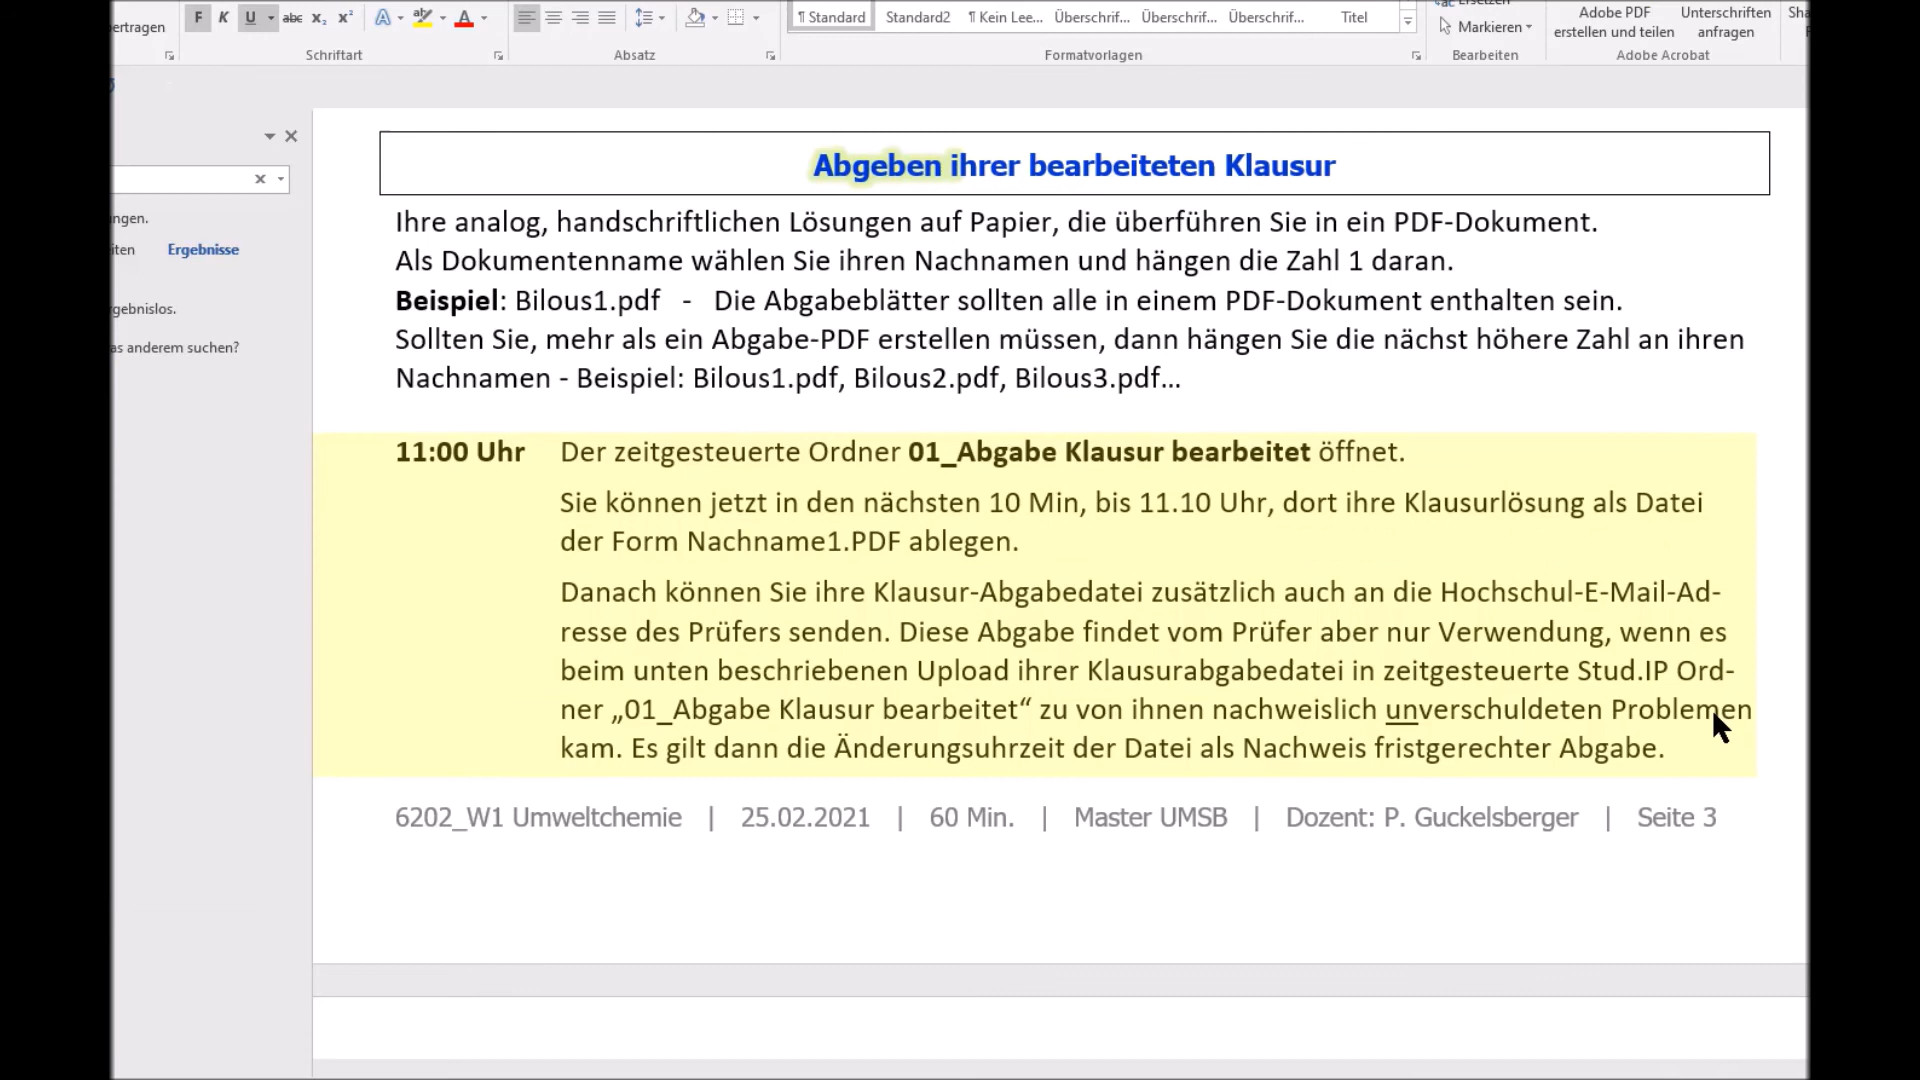 ertragen
F K U abc x₂ x² A ab A
¶ Standard Standard2 ¶ Kein Lee... Überschrif... Überschrif... Überschrif... Titel
Ersetzen
Markieren
Adobe PDF
erstellen und teilen
Unterschriften
anfragen
Sha
Schriftart Absatz Formatvorlagen Bearbeiten Adobe Acrobat
ngen.
iten Ergebnisse
rgebnislos.
as anderem suchen?
Abgeben ihrer bearbeiteten Klausur
Ihre analog, handschriftlichen Lösungen auf Papier, die überführen Sie in ein PDF-Dokument.
Als Dokumentenname wählen Sie ihren Nachnamen und hängen die Zahl 1 daran.
Beispiel: Bilous1.pdf - Die Abgabeblätter sollten alle in einem PDF-Dokument enthalten sein.
Sollten Sie, mehr als ein Abgabe-PDF erstellen müssen, dann hängen Sie die nächst höhere Zahl an ihren
Nachnamen - Beispiel: Bilous1.pdf, Bilous2.pdf, Bilous3.pdf…
11:00 Uhr Der zeitgesteuerte Ordner 01_Abgabe Klausur bearbeitet öffnet.
Sie können jetzt in den nächsten 10 Min, bis 11.10 Uhr, dort ihre Klausurlösung als Datei
der Form Nachname1.PDF ablegen.
Danach können Sie ihre Klausur-Abgabedatei zusätzlich auch an die Hochschul-E-Mail-Ad-
resse des Prüfers senden. Diese Abgabe findet vom Prüfer aber nur Verwendung, wenn es
beim unten beschriebenen Upload ihrer Klausurabgabedatei in zeitgesteuerte Stud.IP Ord-
ner „01_Abgabe Klausur bearbeitet“ zu von ihnen nachweislich unverschuldeten Problemen
kam. Es gilt dann die Änderungsuhrzeit der Datei als Nachweis fristgerechter Abgabe.
6202_W1 Umweltchemie | 25.02.2021 | 60 Min. | Master UMSB | Dozent: P. Guckelsberger | Seite 3